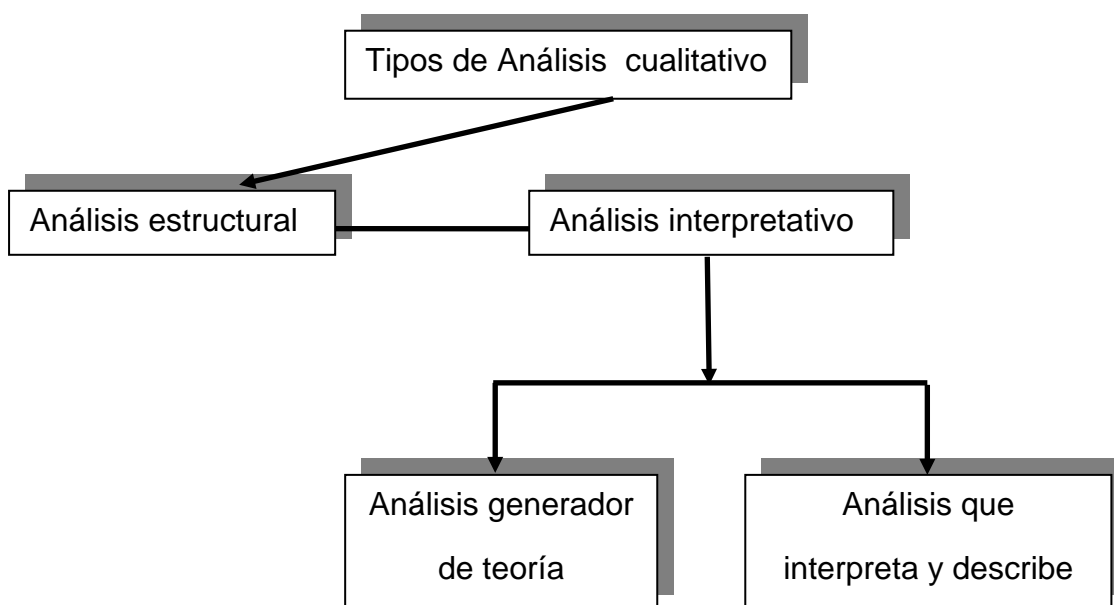 Tipos de Análisis cualitativo
Análisis estructural
Análisis interpretativo
Análisis generador
de teoría
Análisis que
interpreta y describe